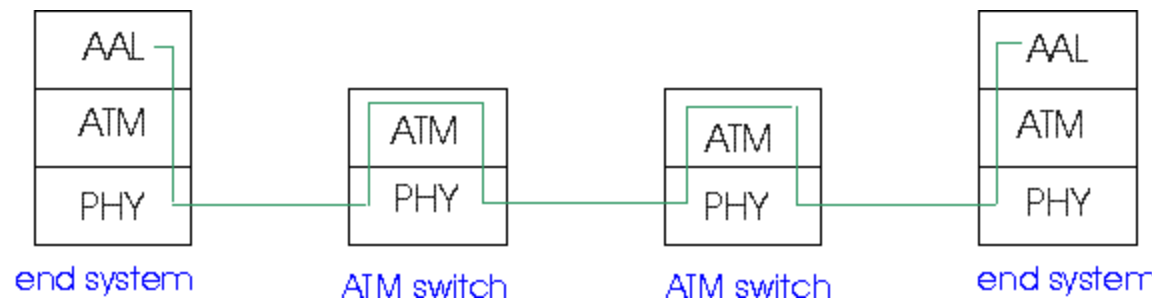 AAL
ATM
PHY
end system
ATM
PHY
ATM switch
ATM
PHY
ATM switch
AAL
ATM
PHY
end system